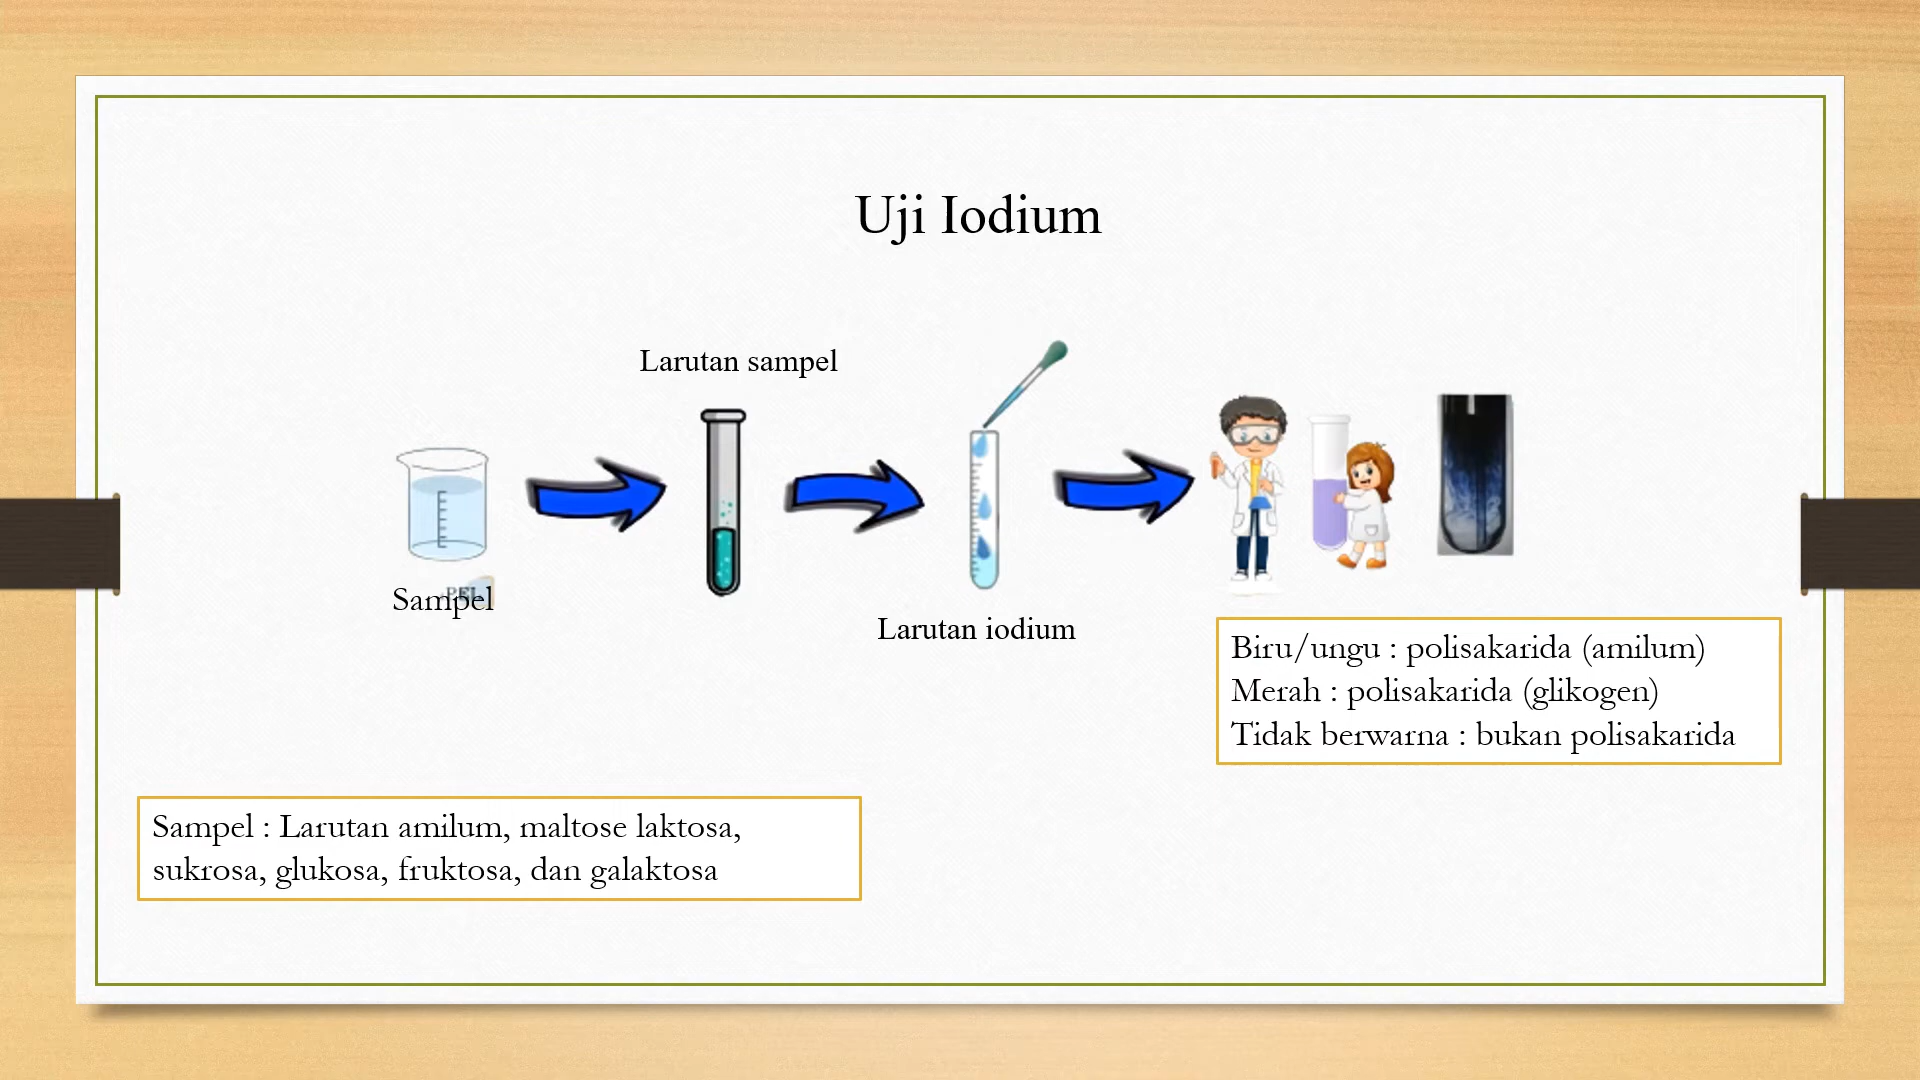 Uji Iodium
Larutan sampel
Sampel
Larutan iodium
Biru/ungu : polisakarida (amilum)
Merah : polisakarida (glikogen)
Tidak berwarna : bukan polisakarida
Sampel : Larutan amilum, maltose laktosa,
sukrosa, glukosa, fruktosa, dan galaktosa